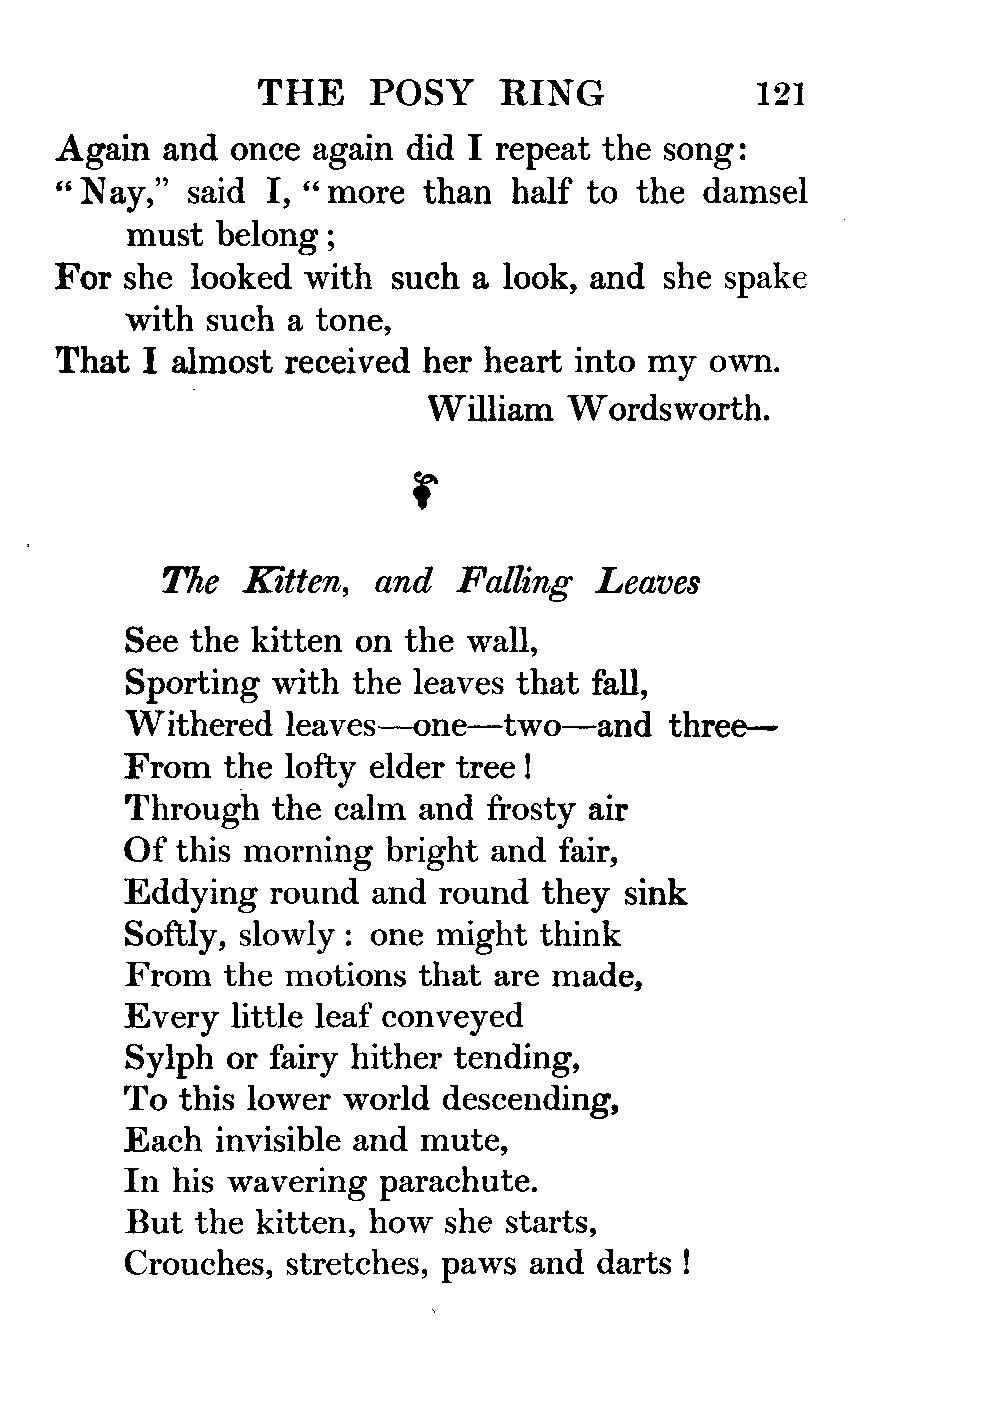 THE POSY RING 121
Again and once again did I repeat the song:
“Nay,” said I, “more than half to the damsel
must belong;
For she looked with such a look, and she spake
with such a tone,
That I almost received her heart into my own.
William Wordsworth.
The Kitten, and Falling Leaves
See the kitten on the wall,
Sporting with the leaves that fall,
Withered leaves—one—two—and three—
From the lofty elder tree!
Through the calm and frosty air
Of this morning bright and fair,
Eddying round and round they sink
Softly, slowly: one might think
From the motions that are made,
Every little leaf conveyed
Sylph or fairy hither tending,
To this lower world descending,
Each invisible and mute,
In his wavering parachute.
But the kitten, how she starts,
Crouches, stretches, paws and darts!